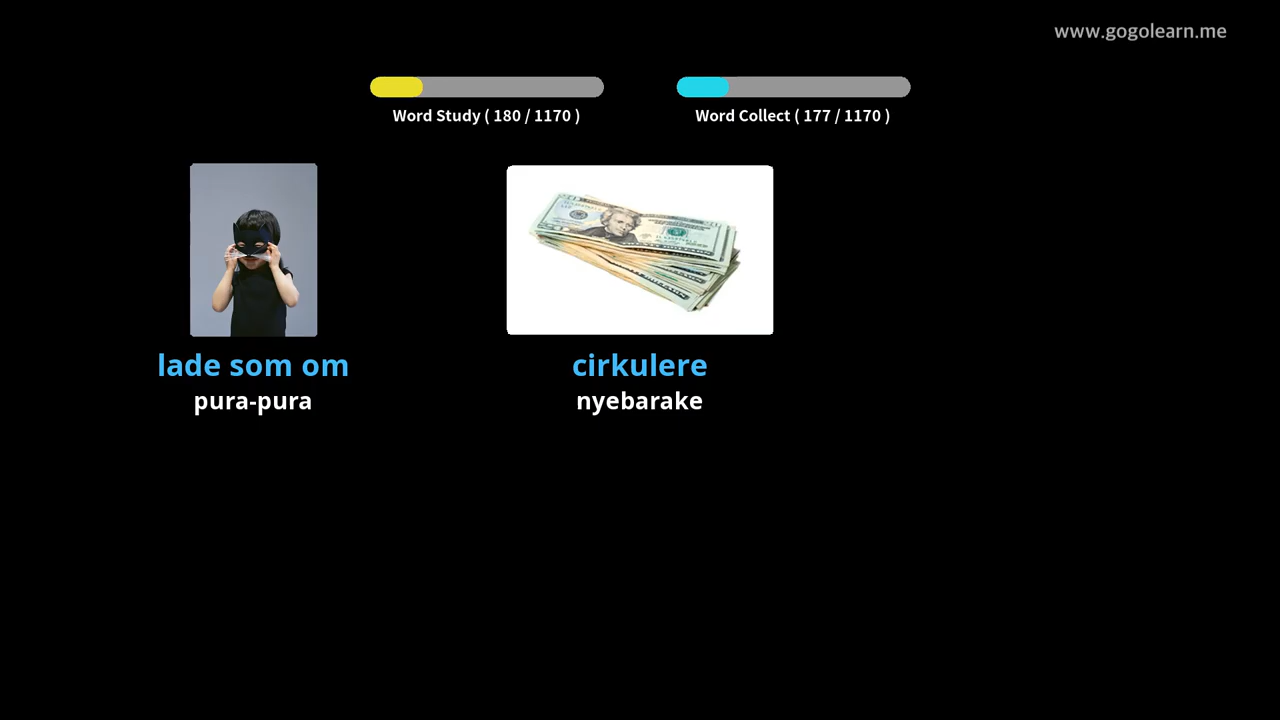 www.gogolearn.me
Word Study ( 180 / 1170 )
Word Collect ( 177 / 1170 )
lade som om
pura-pura
cirkulere
nyebarake